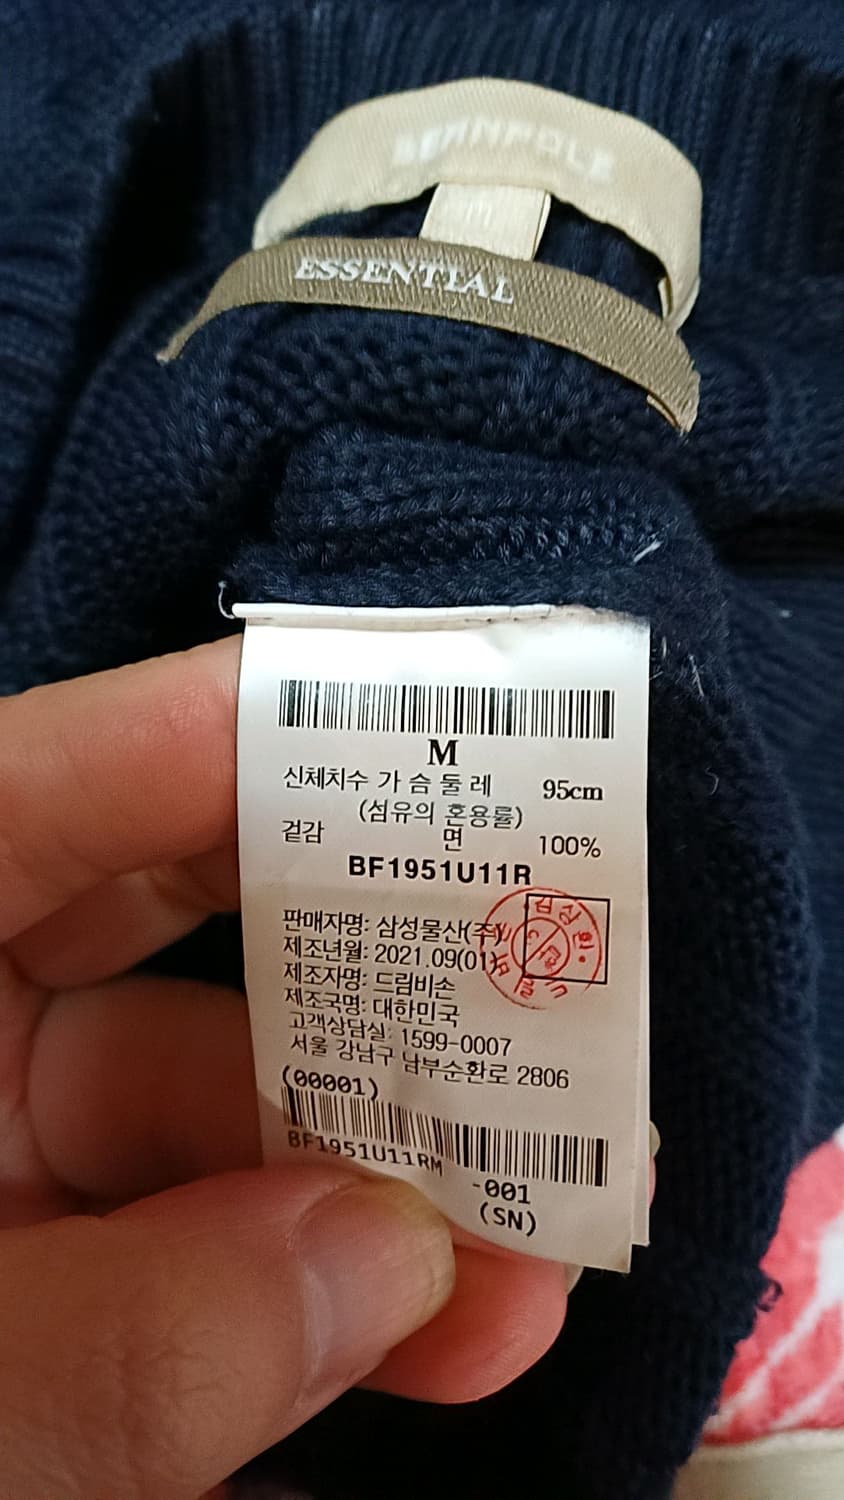 BEANPOLE
ESSENTIAL
M
신체치수 가 슴 둘 레 95cm
(섬유의 혼용률)
겉감 면 100%
BF1951U11R
판매자명: 삼성물산(주)
제조년월: 2021.09(01)
제조자명: 드림비손
제조국명: 대한민국
고객상담실: 1599-0007
서울 강남구 남부순환로 2806
(00001)
BF1951U11RM -001
(SN)